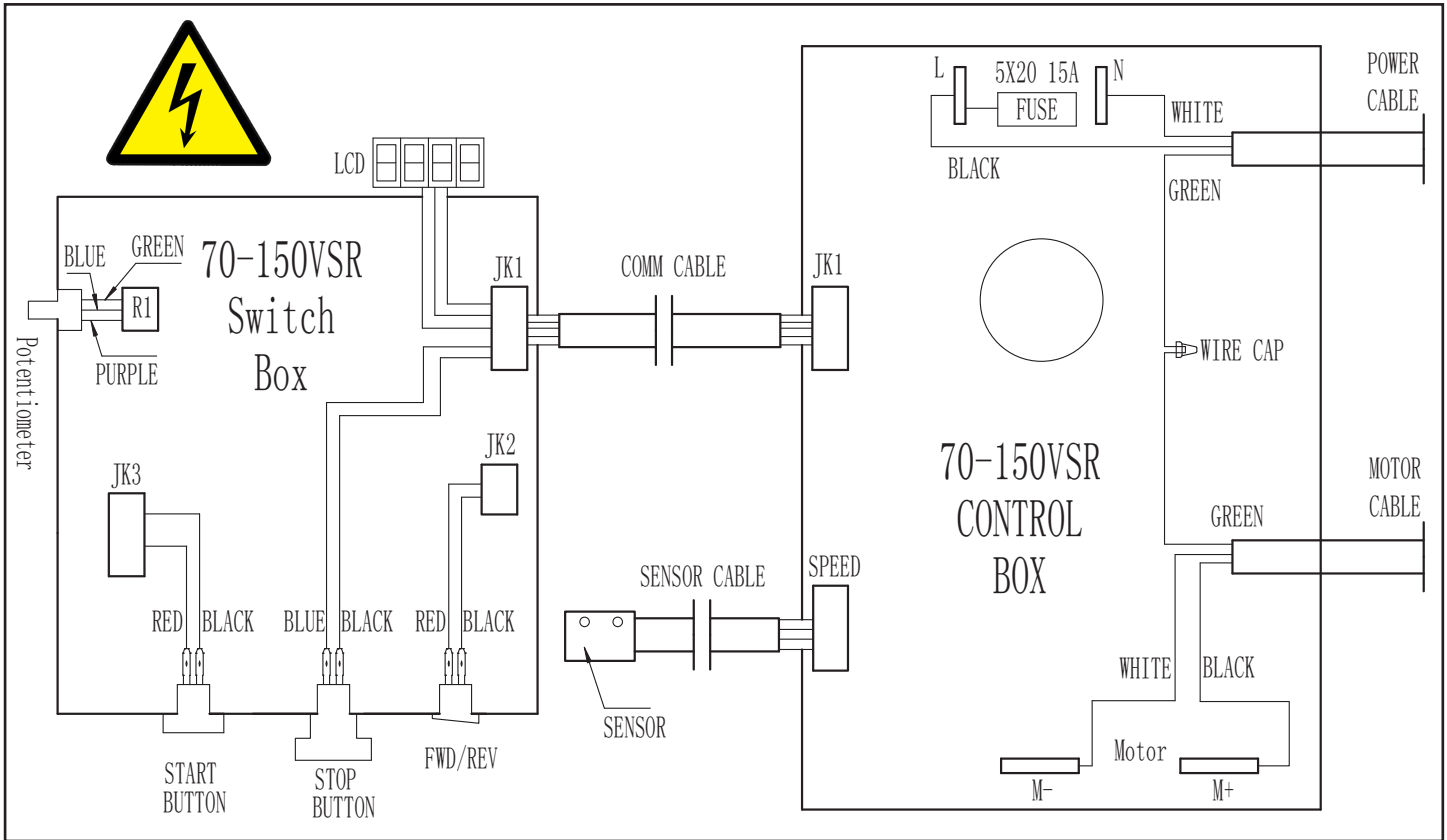 LCD
70-150VSR
Switch
Box
BLUE
GREEN
R1
PURPLE
Potentiometer
JK1
JK2
JK3
RED
BLACK
BLUE
BLACK
RED
BLACK
START
BUTTON
STOP
BUTTON
FWD/REV
COMM CABLE
SENSOR CABLE
SENSOR
L
5X20 15A
FUSE
N
WHITE
BLACK
GREEN
POWER
CABLE
JK1
WIRE CAP
70-150VSR
CONTROL
BOX
SPEED
GREEN
MOTOR
CABLE
WHITE
BLACK
Motor
M-
M+